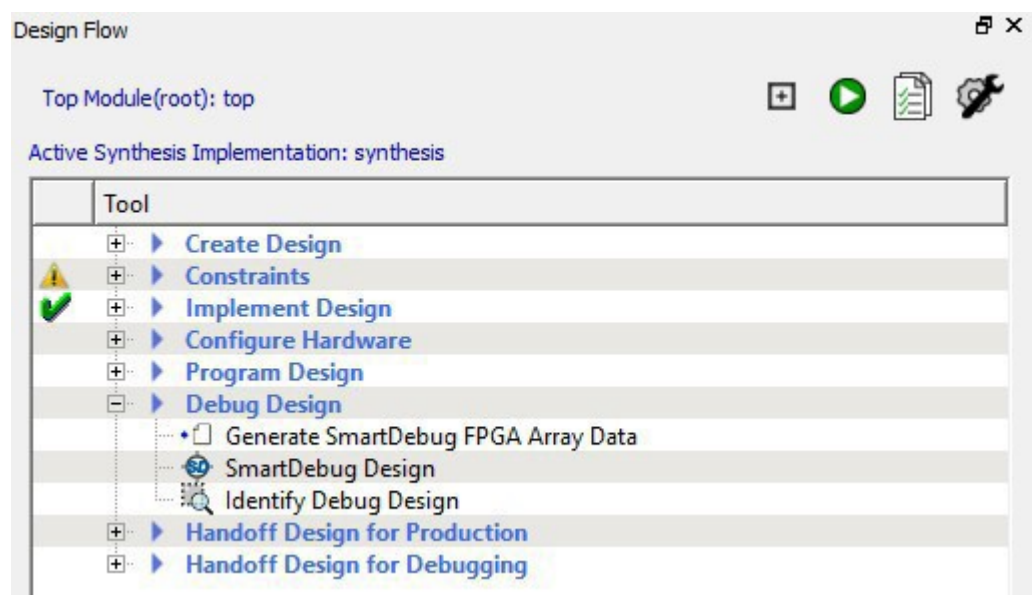 Design Flow
Top Module(root): top
Active Synthesis Implementation: synthesis
Tool
Create Design
Constraints
Implement Design
Configure Hardware
Program Design
Debug Design
Generate SmartDebug FPGA Array Data
SD SmartDebug Design
Identify Debug Design
Handoff Design for Production
Handoff Design for Debugging